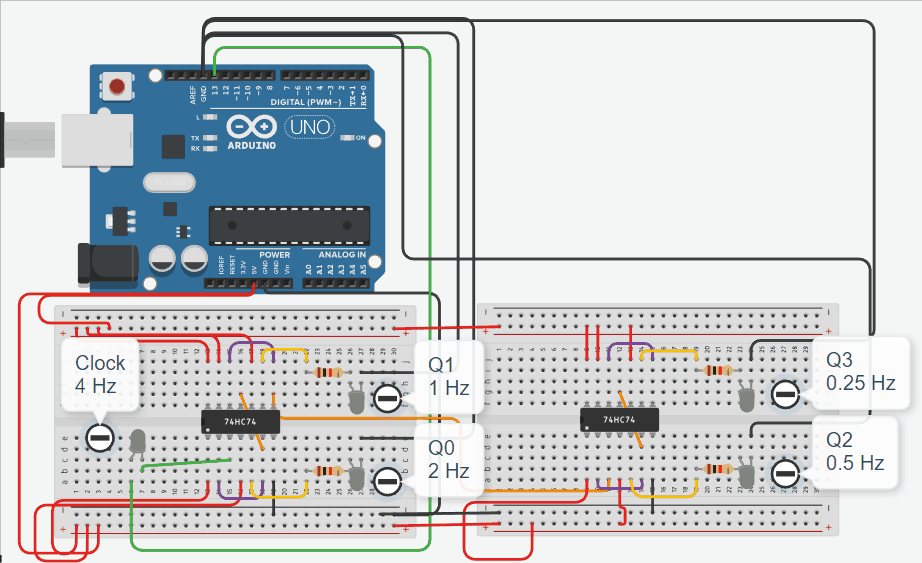 AREF
GND
13
12
~11
~10
~9
8
7
~6
~5
4
~3
2
TX→1
RX←0
DIGITAL (PWM~)
L
TX
RX
ARDUINO
UNO
ON
POWER
ANALOG IN
IOREF
RESET
3.3V
5V
GND
GND
Vin
A0
A1
A2
A3
A4
A5
Clock
4 Hz
Q1
1 Hz
Q0
2 Hz
Q3
0.25 Hz
Q2
0.5 Hz
74HC74
74HC74